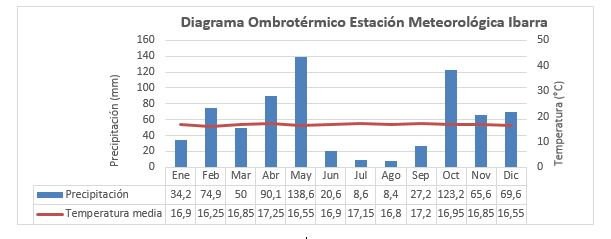 Diagrama Ombrotérmico Estación Meteorológica Ibarra
160 50
140
120 40
100 30
80
60 20
40 10
20
0 0
Precipitación (mm)
Temperatura (°C)
Ene Feb Mar Abr May Jun Jul Ago Sep Oct Nov Dic
Precipitación 34,2 74,9 50 90,1 138,6 20,6 8,6 8,4 27,2 123,2 65,6 69,6
Temperatura media 16,9 16,25 16,85 17,25 16,55 16,9 17,15 16,8 17,2 16,95 16,85 16,55